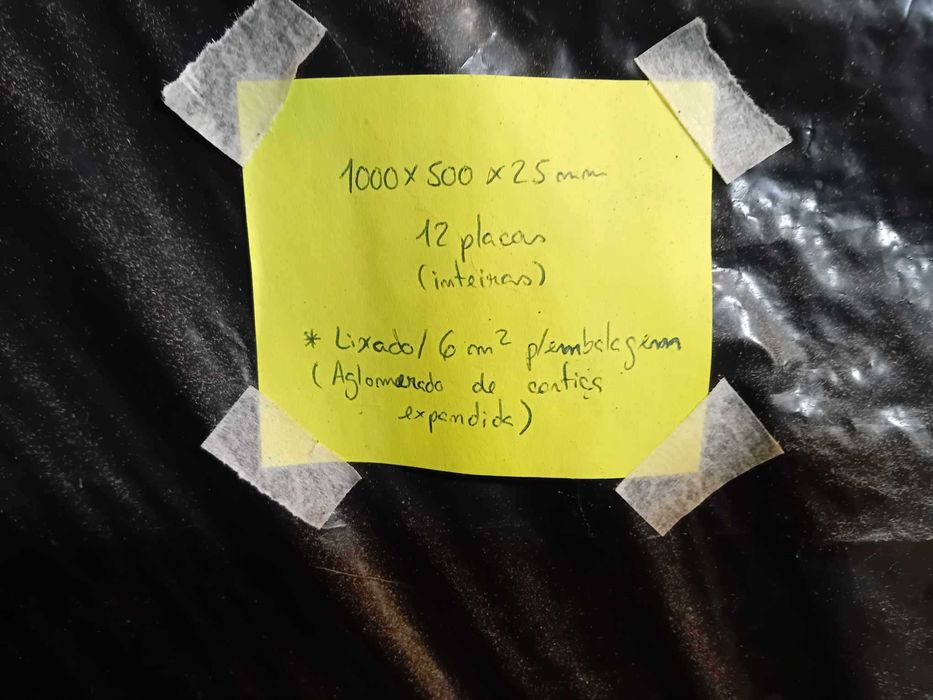 1000 x 500 x 25 mm
12 placas
(inteiras)
* Lixado/ 6 m² p/embalagem
(Aglomerado de cortiça
expandida)